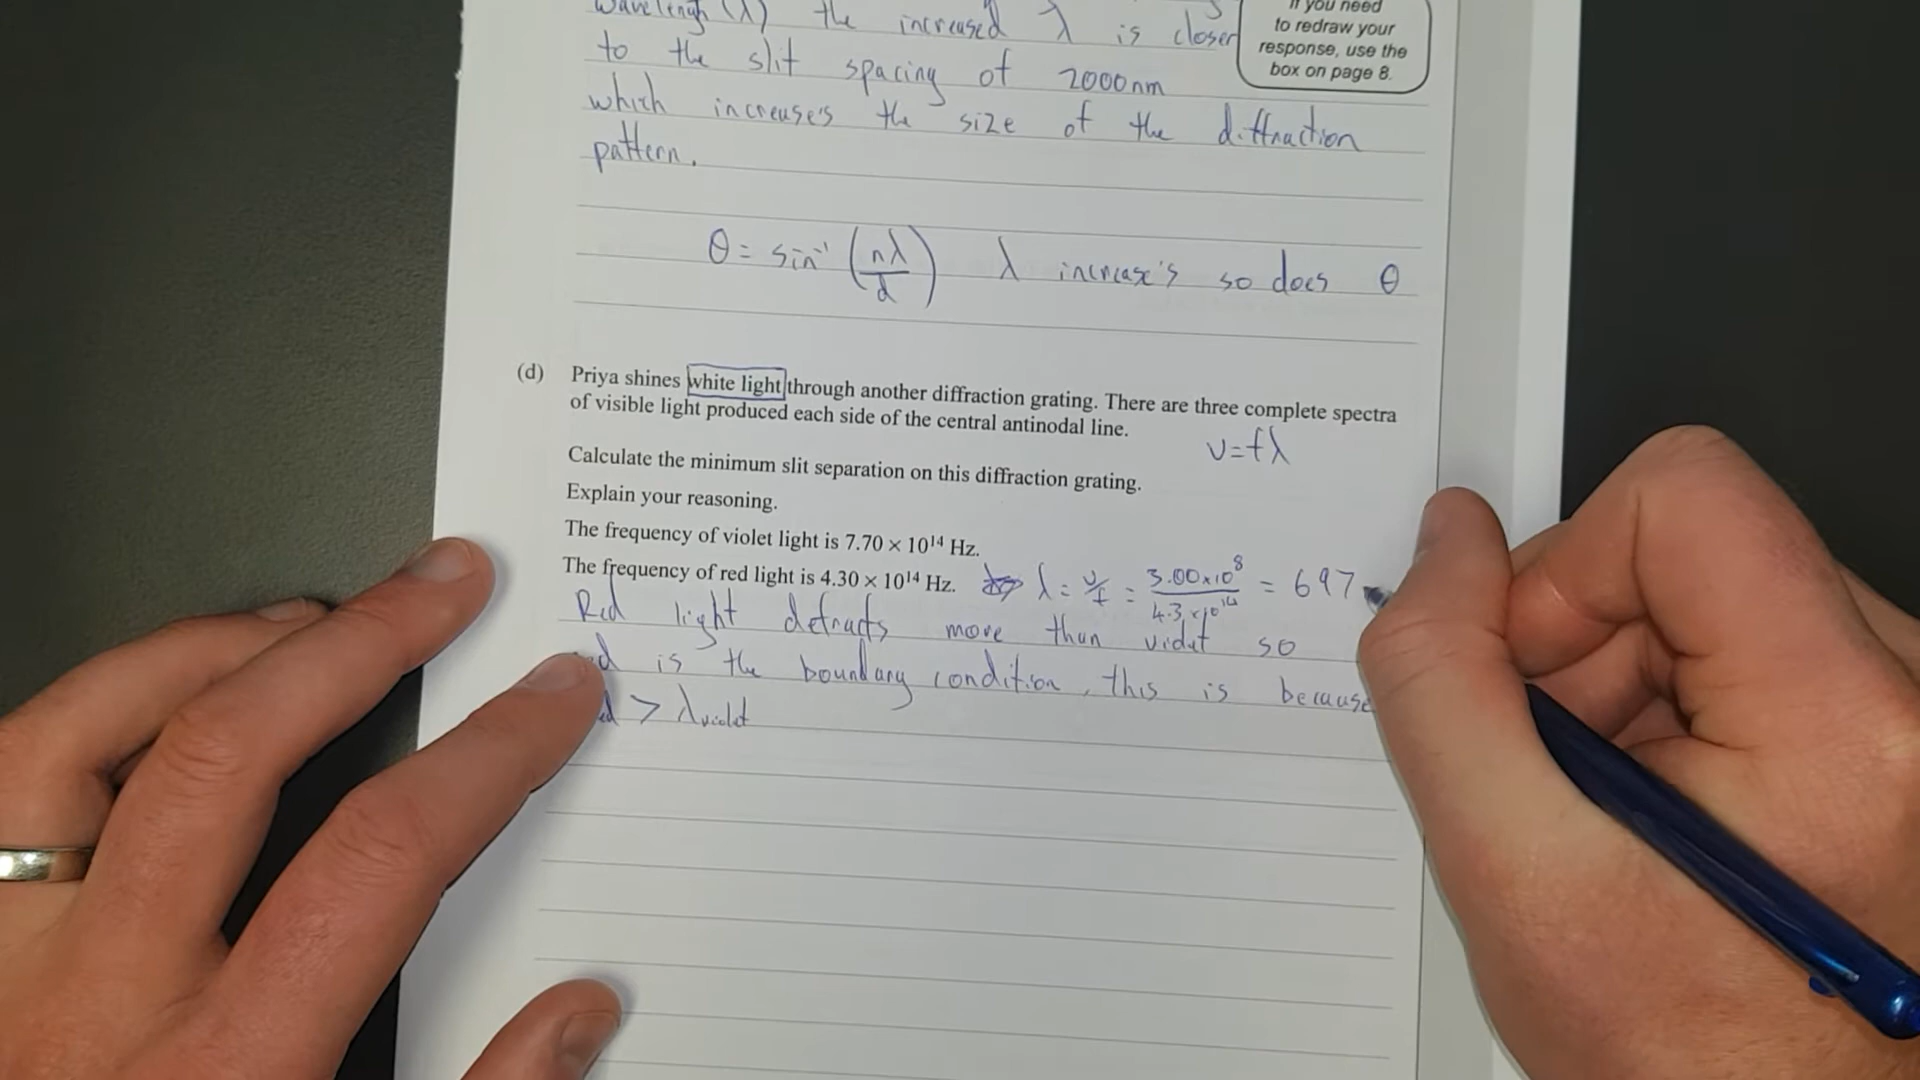 wavelengh (λ) the increased λ is closer
to the slit spacing of 2000nm
which increuse's the size of the diffraction
pattern.
If you need
to redraw your
response, use the
box on page 8.
θ = sin⁻¹ (nλ/d) λ increase's so does θ
(d) Priya shines white light through another diffraction grating. There are three complete spectra
of visible light produced each side of the central antinodal line.
v=fλ
Calculate the minimum slit separation on this diffraction grating.
Explain your reasoning.
The frequency of violet light is 7.70 × 10¹⁴ Hz.
The frequency of red light is 4.30 × 10¹⁴ Hz. λ = v/f = 3.00×10⁸/4.3×10¹⁴ = 697
Red light defracts more than violet so
is the boundary condition, this is because
> λviolet